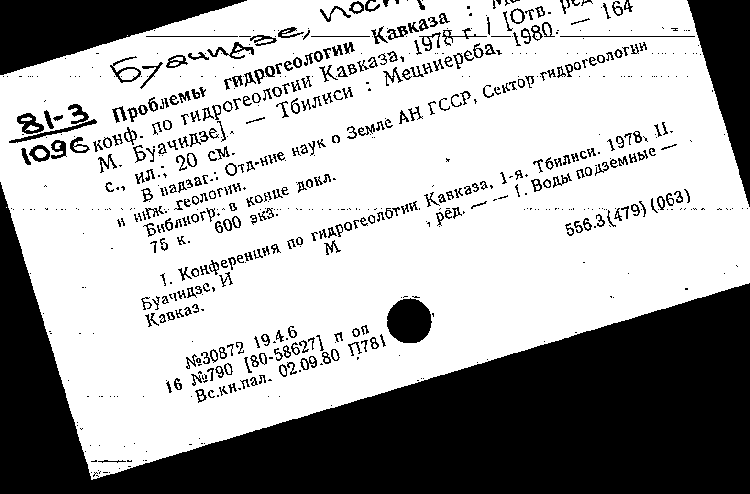 Буачидзе,
81-3
1096
Проблемы гидрогеологии Кавказа :
конф. по гидрогеологии Кавказа, 1978 г. / [Отв. ред
М. Буачидзе]. — Тбилиси : Мецниереба, 1980. — 164
с., ил.; 20 см.
В надзаг.: Отд-ние наук о Земле АН ГССР, Сектор гидрогеологии
и инж. геологии.
Библиогр. в конце докл.
75 к. 600 экз.
I. Конференция по гидрогеологии Кавказа, 1-я. Тбилиси. 1978, II.
Буачидзе, И М , ред. — — 1. Воды подземные —
Кавказ.
556.3(479) (063)
№30872 19.4.6
16 №790 [80-58627] п оп
Вс.кн.пал. 02.09.80 П781